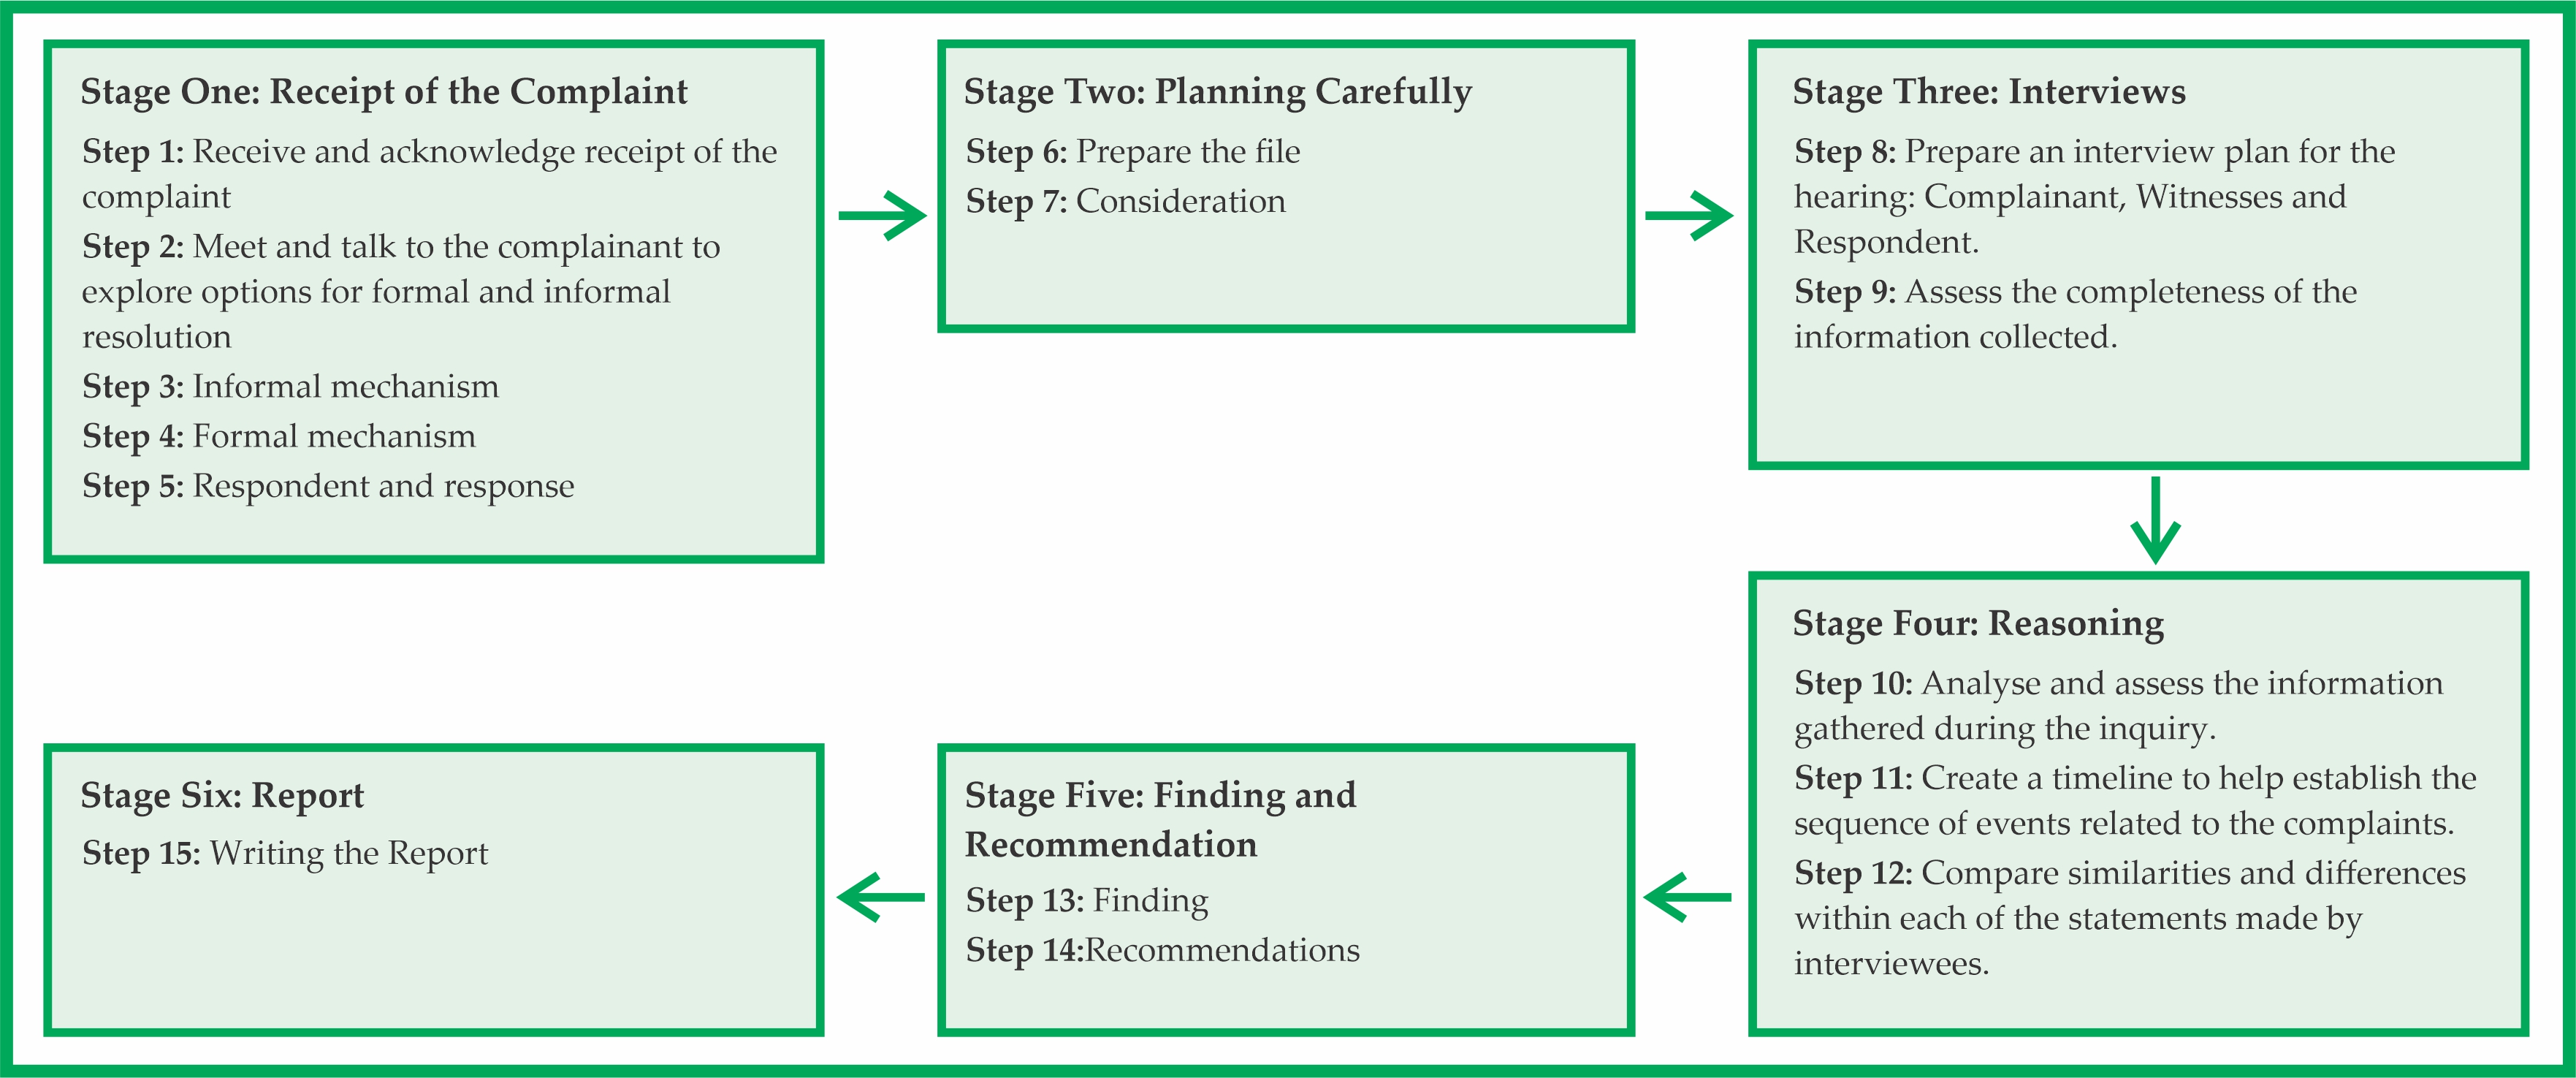 Stage One: Receipt of the Complaint
Step 1: Receive and acknowledge receipt of the
complaint
Step 2: Meet and talk to the complainant to
explore options for formal and informal
resolution
Step 3: Informal mechanism
Step 4: Formal mechanism
Step 5: Respondent and response
Stage Two: Planning Carefully
Step 6: Prepare the file
Step 7: Consideration
Stage Three: Interviews
Step 8: Prepare an interview plan for the
hearing: Complainant, Witnesses and
Respondent.
Step 9: Assess the completeness of the
information collected.
Stage Four: Reasoning
Step 10: Analyse and assess the information
gathered during the inquiry.
Step 11: Create a timeline to help establish the
sequence of events related to the complaints.
Step 12: Compare similarities and differences
within each of the statements made by
interviewees.
Stage Five: Finding and
Recommendation
Step 13: Finding
Step 14:Recommendations
Stage Six: Report
Step 15: Writing the Report